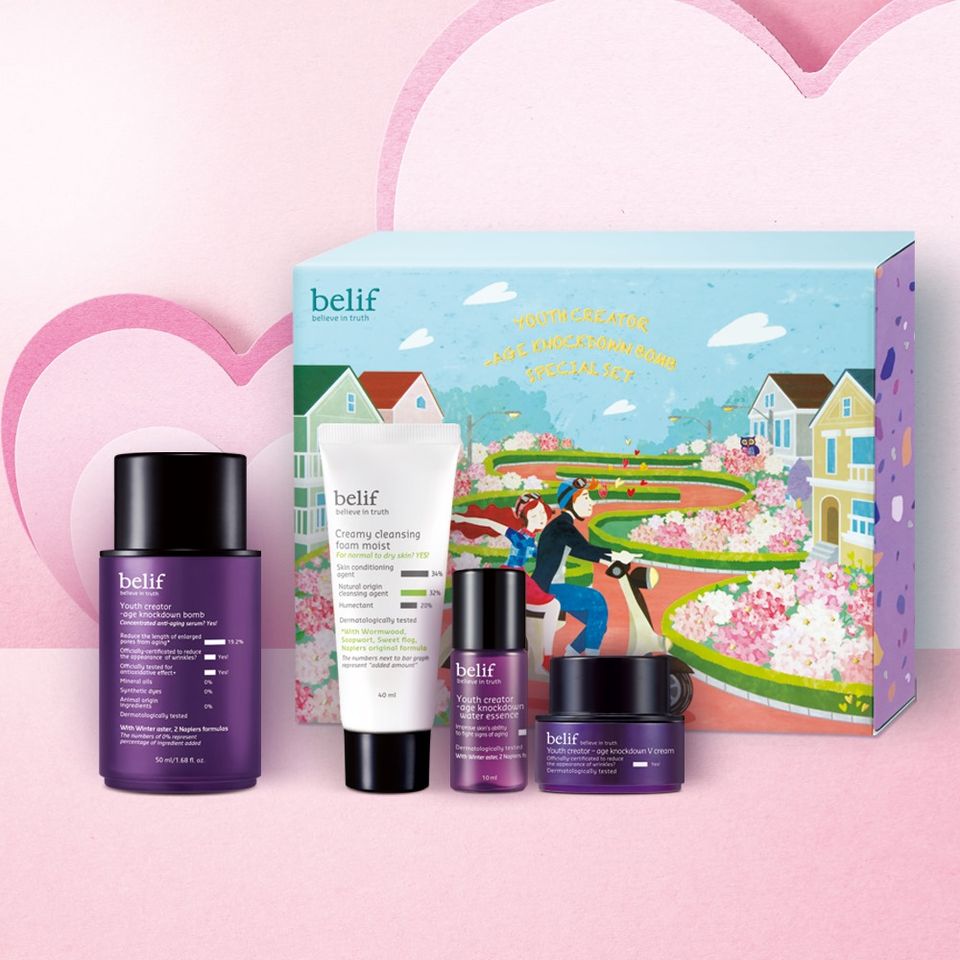 belif
believe in truth
YOUTH CREATOR
-AGE KNOCKDOWN BOMB
SPECIAL SET
belif
believe in truth
Youth creator
-age knockdown bomb
Concentrated anti-aging serum? Yes!
Reduce the length of enlarged
pores from aging* 19.2%
Officially-certificated to reduce
the appearance of wrinkles? Yes!
Officially tested for
antioxidative effect+ Yes!
Mineral oils 0%
Synthetic dyes 0%
Animal origin
ingredients 0%
Dermatologically tested
With Winter aster, 2 Napiers formulas
The numbers of 0% represent
percentage of ingredient added
50 ml/1.68 fl. oz.
belif
believe in truth
Creamy cleansing
foam moist
For normal to dry skin? YES!
Skin conditioning
agent 34%
Natural origin
cleansing agent 32%
Humectant 20%
Dermatologically tested
*With Wormwood,
Soapwort, Sweet flag,
Napiers original formula
The numbers next to bar graph
represent "added amount"
40 ml
belif
believe in truth
Youth creator
-age knockdown
water essence
Improve skin's ability
to fight signs of aging
Dermatologically tested
With Winter aster, 2 Napiers
10 ml
belif believe in truth
Youth creator - age knockdown V cream
Officially-certificated to reduce
the appearance of wrinkles? Yes!
Dermatologically tested